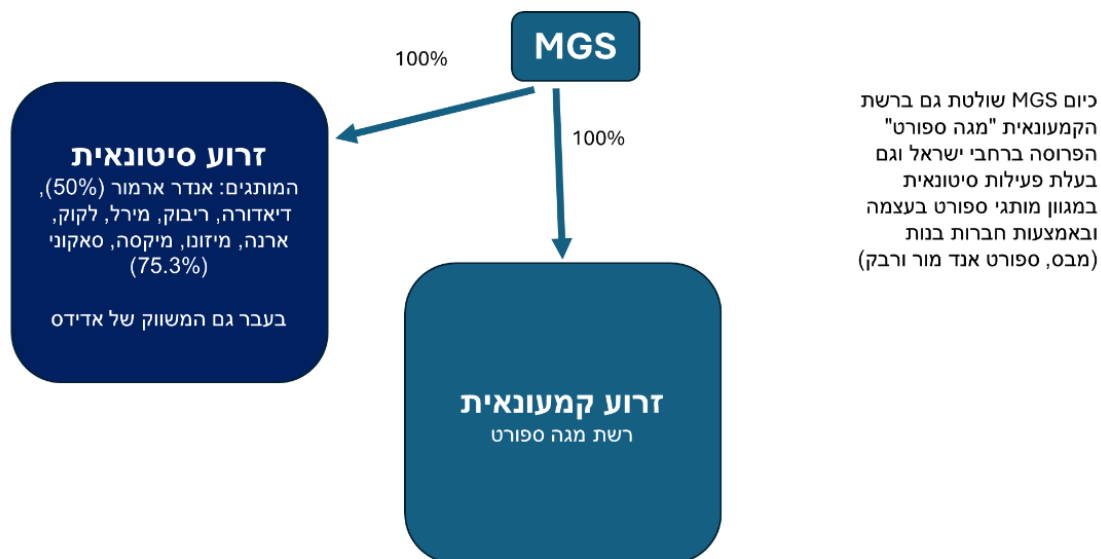 MGS
100%
100%
זרוע סיטונאית
המותגים: אנדר ארמור (50%),
דיאדורה, ריבוק, מירל, לקוק,
ארנה, מיזונו, מיקסה, סאקוני
(75.3%)
בעבר גם המשווק של אדידס
זרוע קמעונאית
רשת מגה ספורט
כיום MGS שולטת גם ברשת
הקמעונאית "מגה ספורט"
הפרוסה ברחבי ישראל וגם
בעלת פעילות סיטונאית
במגוון מותגי ספורט בעצמה
ובאמצעות חברות בנות
(מבס, ספורט אנד מור ורבק)